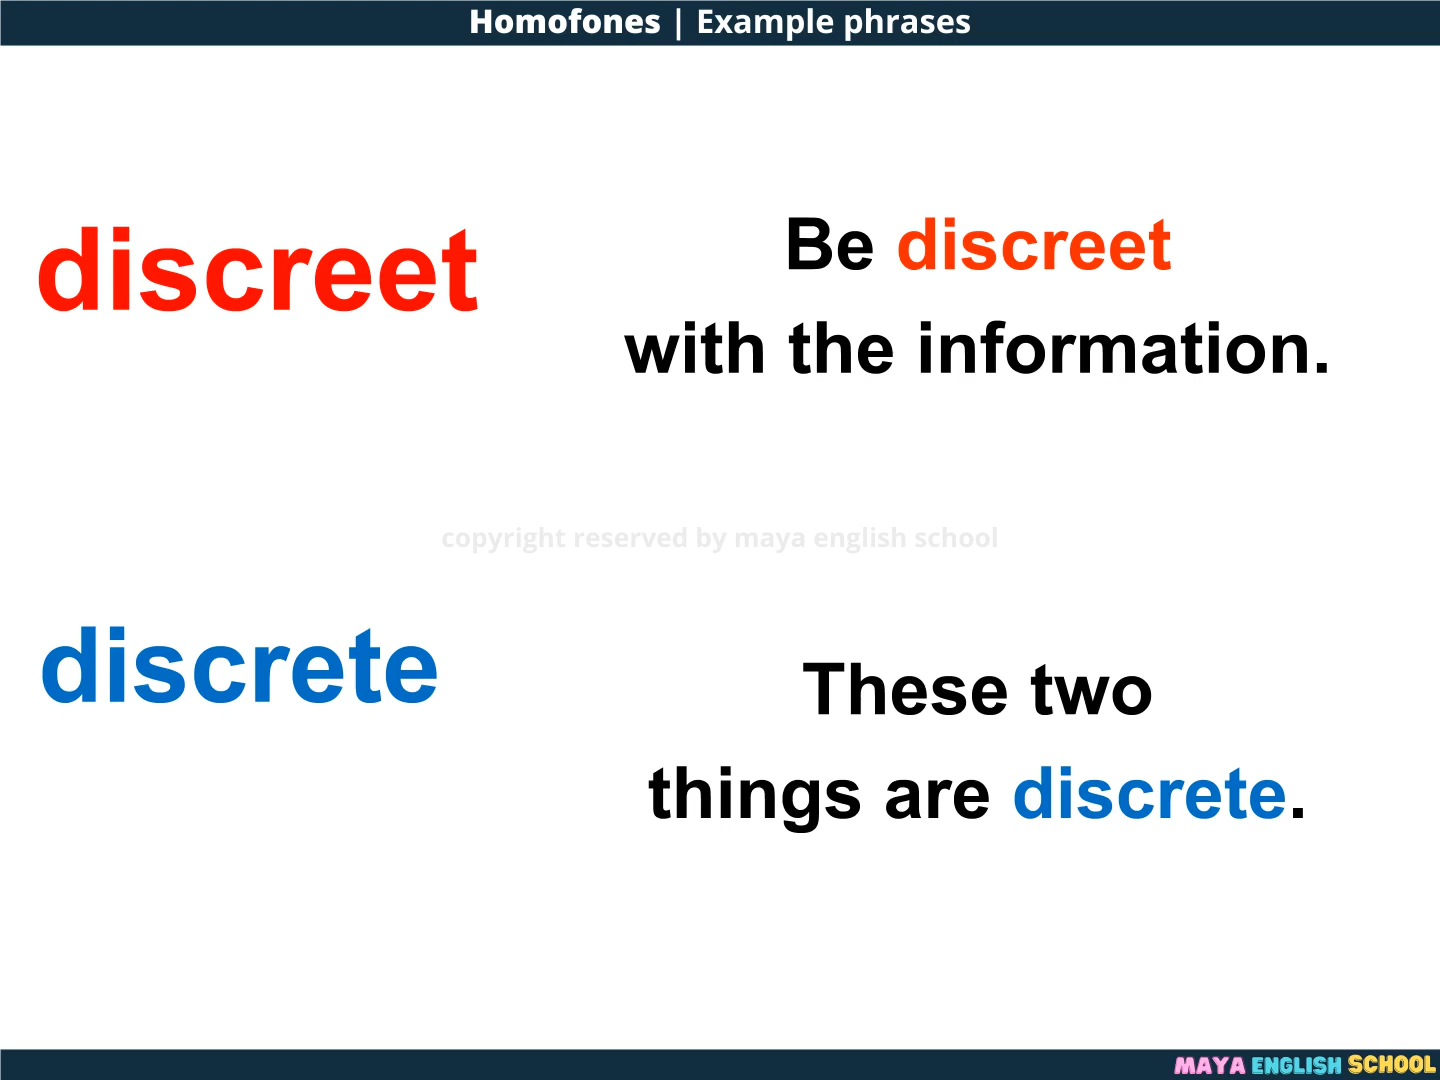 Homofones | Example phrases
discreet
Be discreet
with the information.
copyright reserved by maya english school
discrete
These two
things are discrete.
MAYA ENGLISH SCHOOL